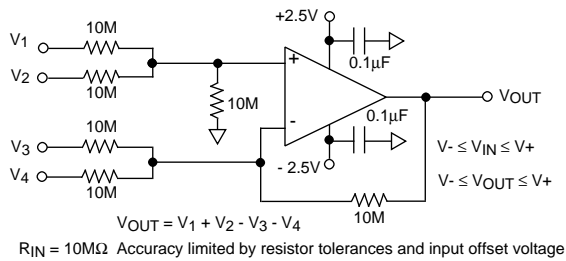 +2.5V
10M
V1
0.1µF
10M
V2
+
10M
VOUT
10M
0.1µF
-
V3
V- ≤ VIN ≤ V+
V4
- 2.5V
10M
V- ≤ VOUT ≤ V+
10M
VOUT = V1 + V2 - V3 - V4
RIN = 10MΩ Accuracy limited by resistor tolerances and input offset voltage